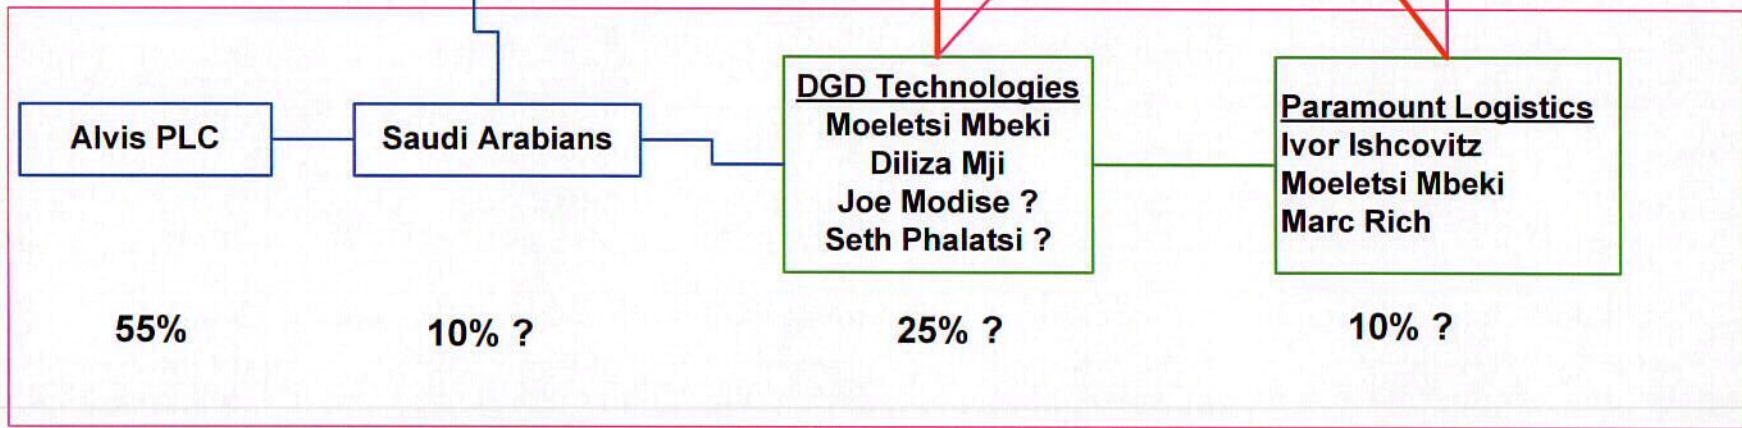 Alvis PLC
Saudi Arabians
DGD Technologies
Moeletsi Mbeki
Diliza Mji
Joe Modise ?
Seth Phalatsi ?
Paramount Logistics
Ivor Ishcovitz
Moeletsi Mbeki
Marc Rich
55%
10% ?
25% ?
10% ?